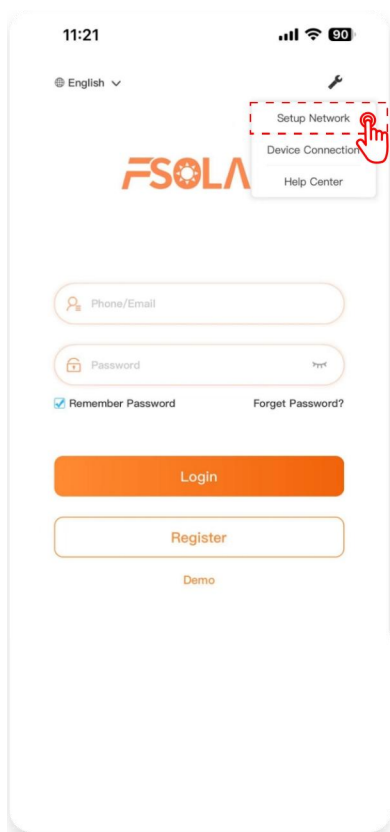 11:21 90
English
Setup Network
Device Connection
Help Center
FSOLA
Phone/Email
Password
Remember Password Forget Password?
Login
Register
Demo